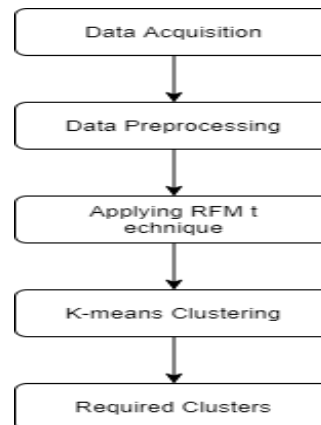 Data Acquisition
Data Preprocessing
Applying RFM t
echnique
K-means Clustering
Required Clusters